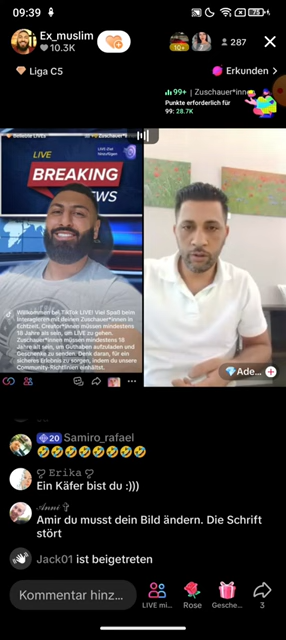 09:39
75
Ex_muslim
10.3K
10+
287
Liga C5
Erkunden
99+ | Zuschauer*inne
Punkte erforderlich für
99: 28.7K
LIVE
BREAKING
NEWS
Willkommen bei TikTok LIVE! Viel Spaß beim
Interagieren mit deinen Zuschauer*innen in
Echtzeit. Creator*innen müssen mindestens
18 Jahre alt sein, um LIVE zu gehen.
Zuschauer*innen müssen mindestens 18
Jahre alt sein, um Guthaben aufzuladen und
Geschenke zu senden. Denk daran, für ein
sicheres Erlebnis zu sorgen, indem du unsere
Community-Richtlinien einhältst.
Ade...
20 Samiro_rafael
🤣🤣🤣🤣🤣🤣🤣🤣
Erika
Ein Käfer bist du :)))
Anni ✞
Amir du musst dein Bild ändern. Die Schrift
stört
Jack01 ist beigetreten
Kommentar hinz...
LIVE mi...
Rose
Gesche...
3